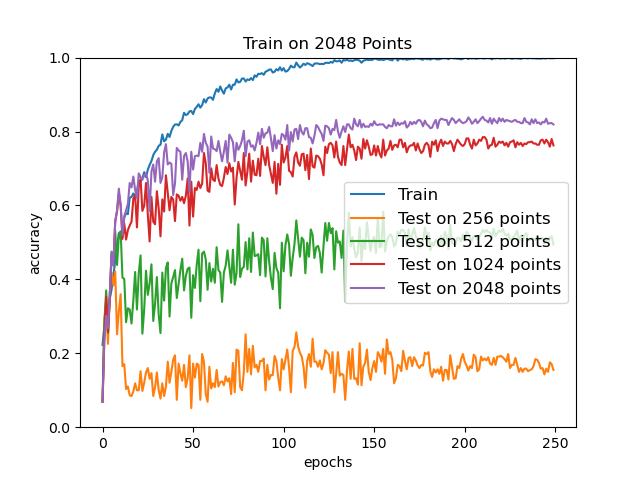 Train on 2048 Points
1.0
0.8
0.6
0.4
0.2
0.0
accuracy
Train
Test on 256 points
Test on 512 points
Test on 1024 points
Test on 2048 points
0 50 100 150 200 250
epochs